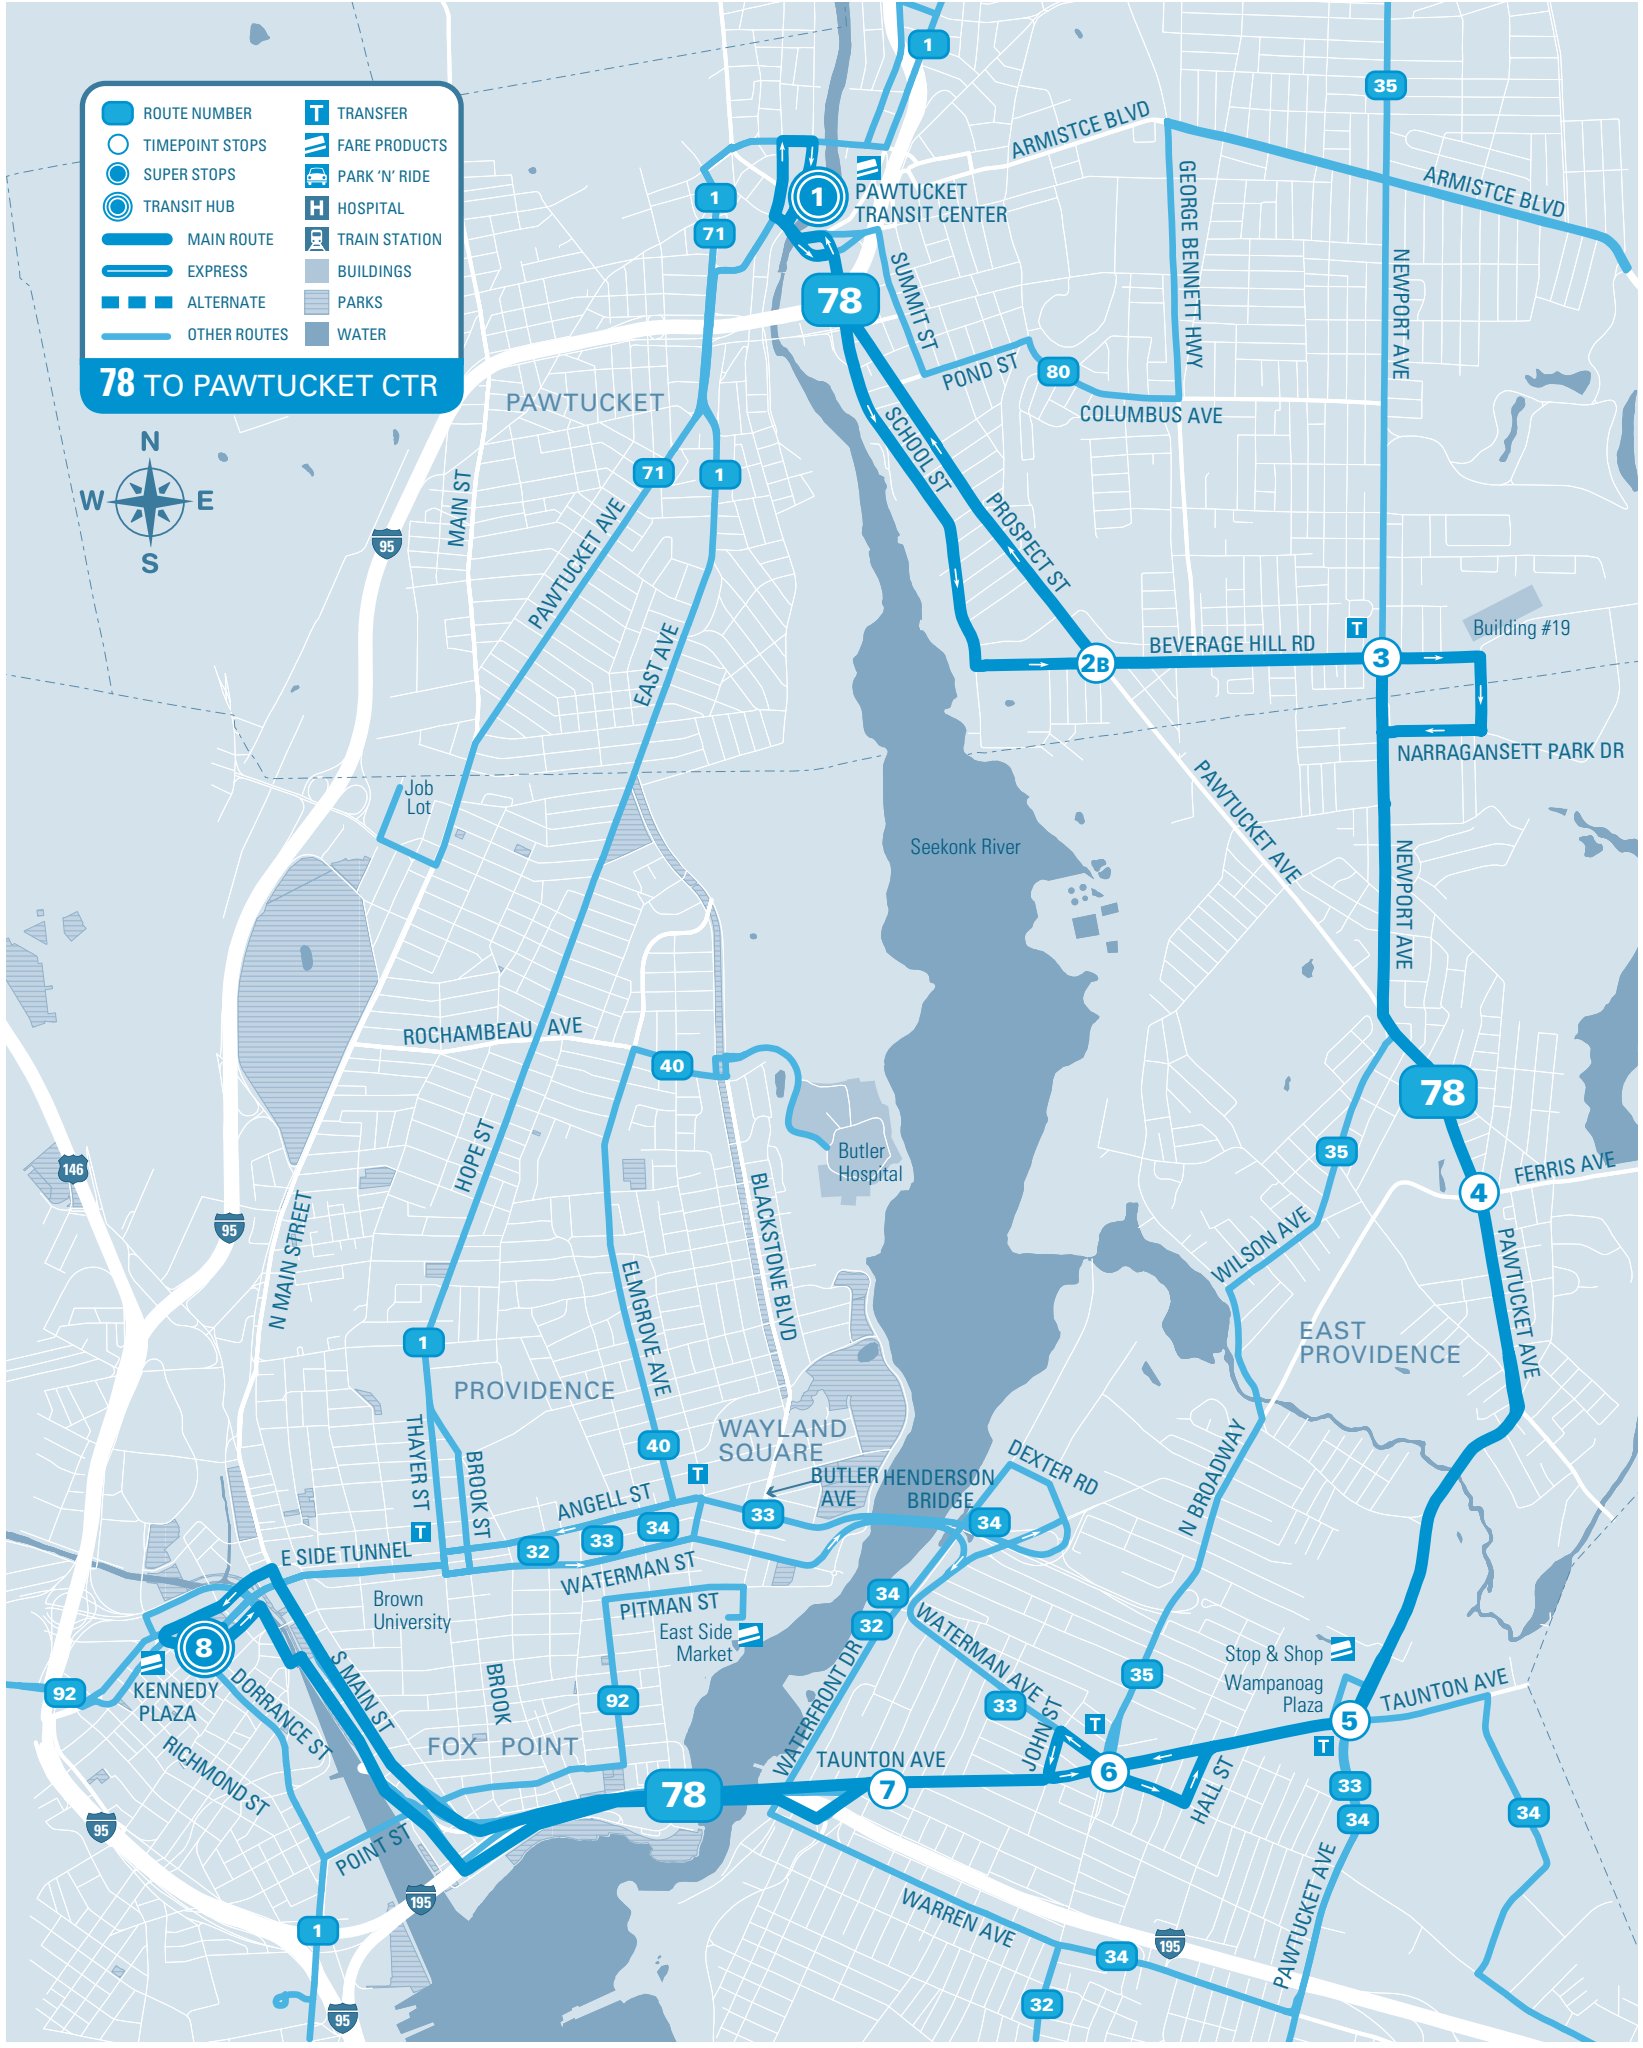 1
35
ROUTE NUMBER
TIMEPOINT STOPS
SUPER STOPS
TRANSIT HUB
MAIN ROUTE
EXPRESS
ALTERNATE
OTHER ROUTES
T TRANSFER
FARE PRODUCTS
PARK ‘N’ RIDE
H HOSPITAL
TRAIN STATION
BUILDINGS
PARKS
WATER
78 TO PAWTUCKET CTR
N
W E
S
ARMISTCE BLVD
ARMISTCE BLVD
GEORGE BENNETT HWY
NEWPORT AVE
1
71
1
PAWTUCKET
TRANSIT CENTER
78
SUMMIT ST
POND ST
80
COLUMBUS AVE
PAWTUCKET
SCHOOL ST
PROSPECT ST
71
1
MAIN ST
95
PAWTUCKET AVE
EAST AVE
2B
BEVERAGE HILL RD
T
3
Building #19
NARRAGANSETT PARK DR
PAWTUCKET AVE
NEWPORT AVE
Job
Lot
Seekonk River
ROCHAMBEAU AVE
40
78
35
Butler
Hospital
HOPE ST
146
95
N MAIN STREET
BLACKSTONE BLVD
4
FERRIS AVE
WILSON AVE
PAWTUCKET AVE
ELMGROVE AVE
EAST
PROVIDENCE
1
PROVIDENCE
THAYER ST
BROOK ST
40
WAYLAND
SQUARE
T
BUTLER
AVE
HENDERSON
BRIDGE
DEXTER RD
N BROADWAY
ANGELL ST
33
34
T
32
33
34
E SIDE TUNNEL
WATERMAN ST
Brown
University
PITMAN ST
34
32
East Side
Market
WATERMAN AVE
WATERFRONT DR
8
KENNEDY
PLAZA
92
DORRANCE ST
S MAIN ST
BROOK
92
33
35
JOHN ST
T
Stop & Shop
Wampanoag
Plaza
TAUNTON AVE
5
T
RICHMOND ST
FOX POINT
78
TAUNTON AVE
7
6
HALL ST
33
34
34
95
POINT ST
195
1
WARREN AVE
34
195
PAWTUCKET AVE
32
95